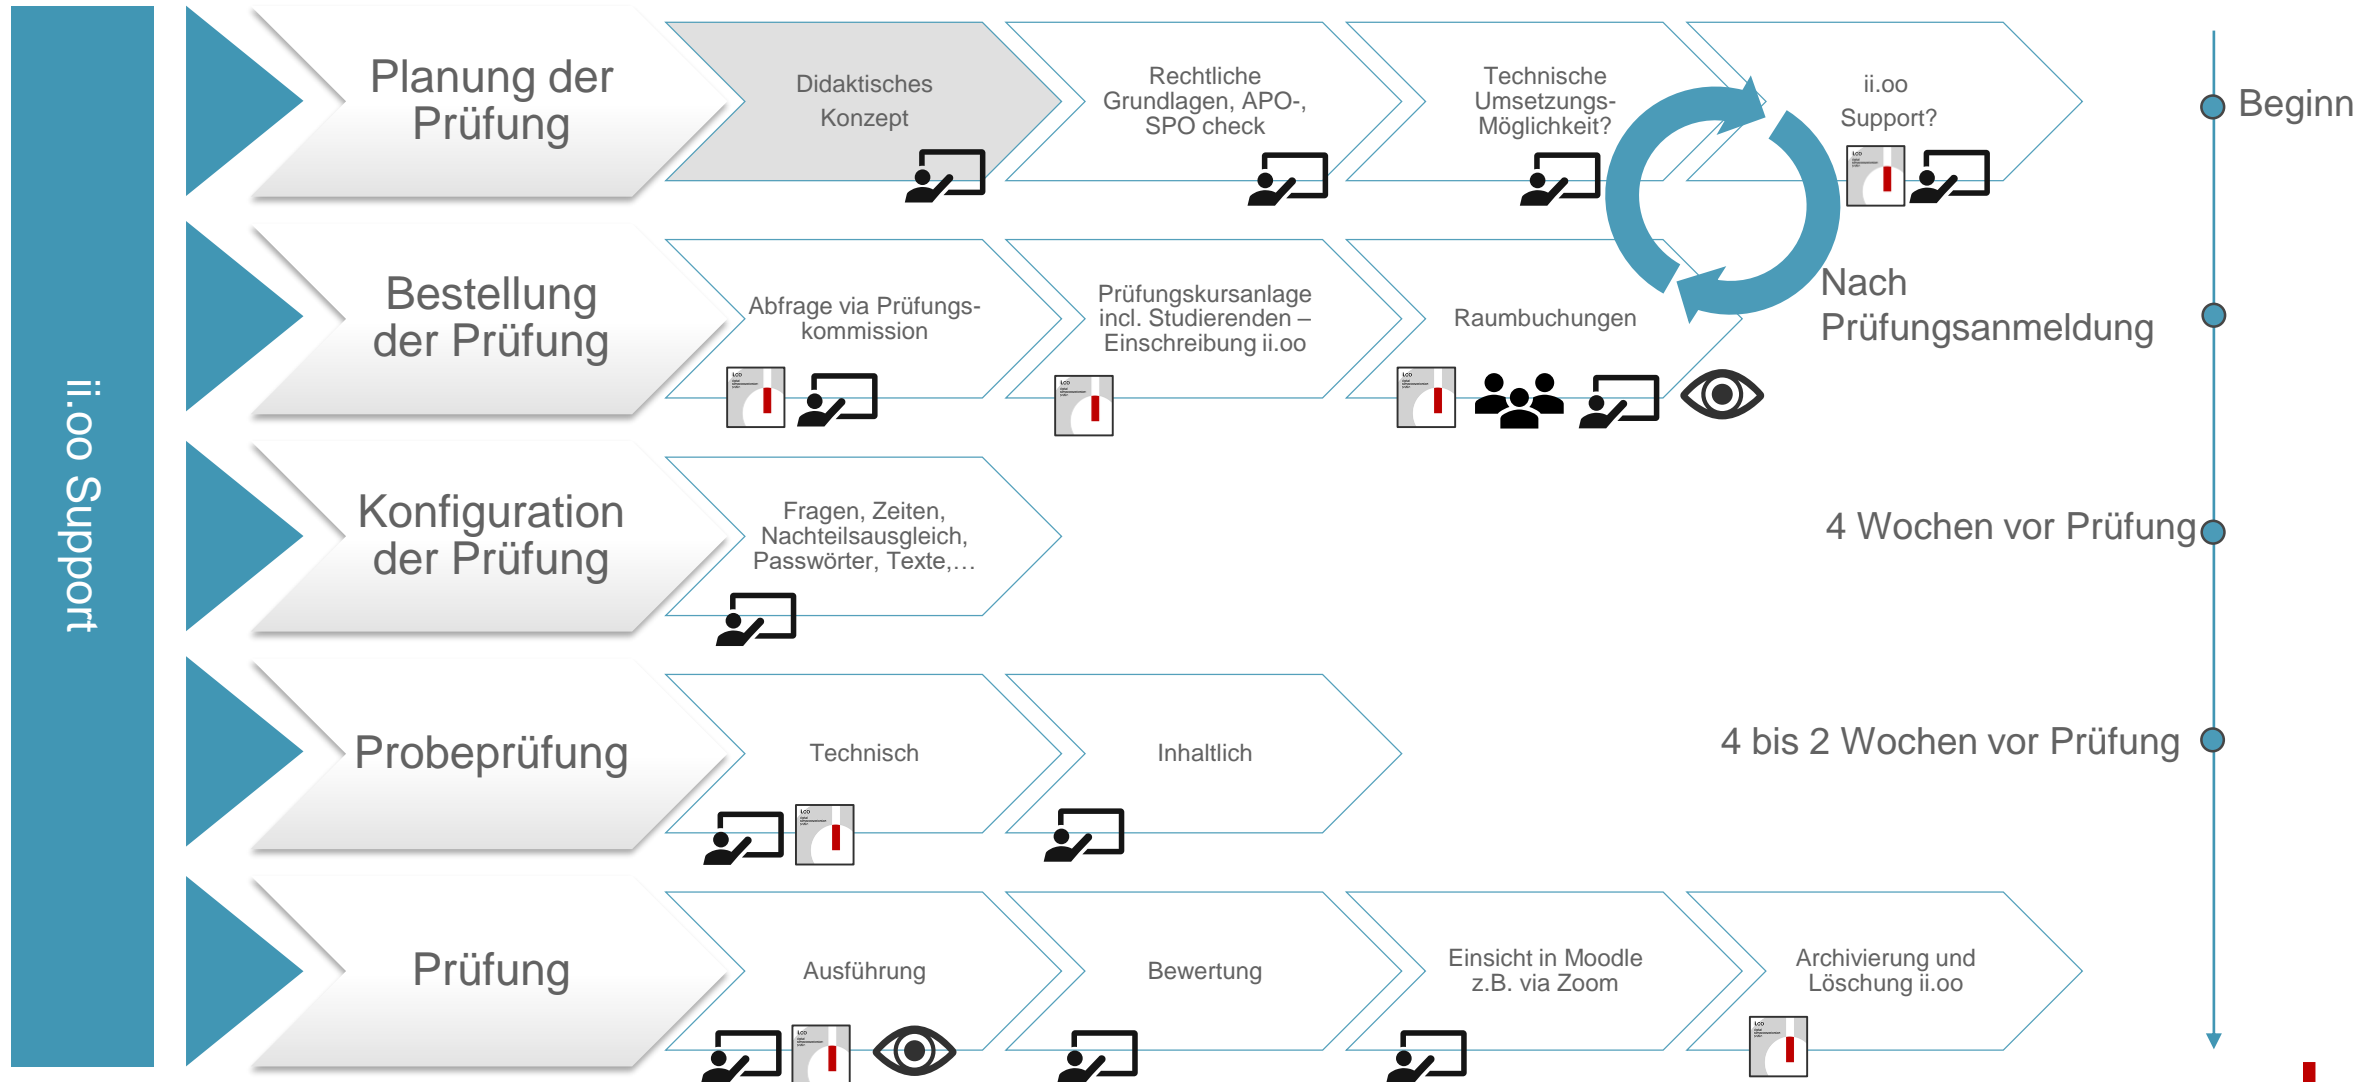 ii.oo Support
Planung der
Prüfung
Didaktisches
Konzept
Rechtliche
Grundlagen, APO-,
SPO check
Technische
Umsetzungs-
Möglichkeit?
ii.oo
Support?
Beginn
Bestellung
der Prüfung
Abfrage via Prüfungs-
kommission
Prüfungskursanlage
incl. Studierenden –
Einschreibung ii.oo
Raumbuchungen
Nach
Prüfungsanmeldung
Konfiguration
der Prüfung
Fragen, Zeiten,
Nachteilsausgleich,
Passwörter, Texte,…
4 Wochen vor Prüfung
Probeprüfung
Technisch
Inhaltlich
4 bis 2 Wochen vor Prüfung
Prüfung
Ausführung
Bewertung
Einsicht in Moodle
z.B. via Zoom
Archivierung und
Löschung ii.oo